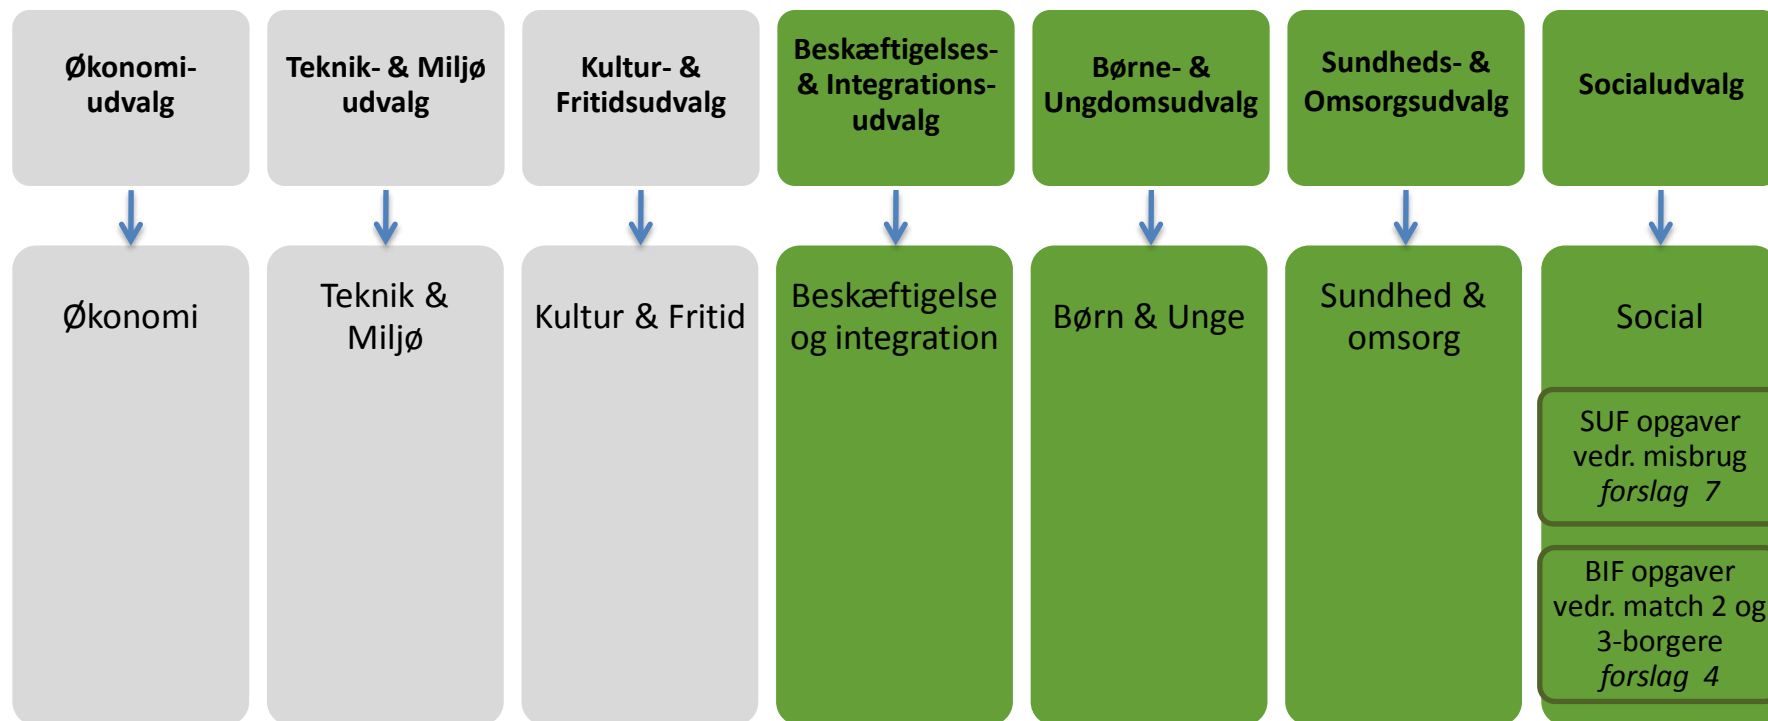 Økonomi-
udvalg
Teknik- & Miljø
udvalg
Kultur- &
Fritidsudvalg
Beskæftigelses-
& Integrations-
udvalg
Børne- &
Ungdomsudvalg
Sundheds- &
Omsorgsudvalg
Socialudvalg
Økonomi
Teknik &
Miljø
Kultur & Fritid
Beskæftigelse
og integration
Børn & Unge
Sundhed &
omsorg
Social
SUF opgaver
vedr. misbrug
forslag 7
BIF opgaver
vedr. match 2 og
3-borgere
forslag 4